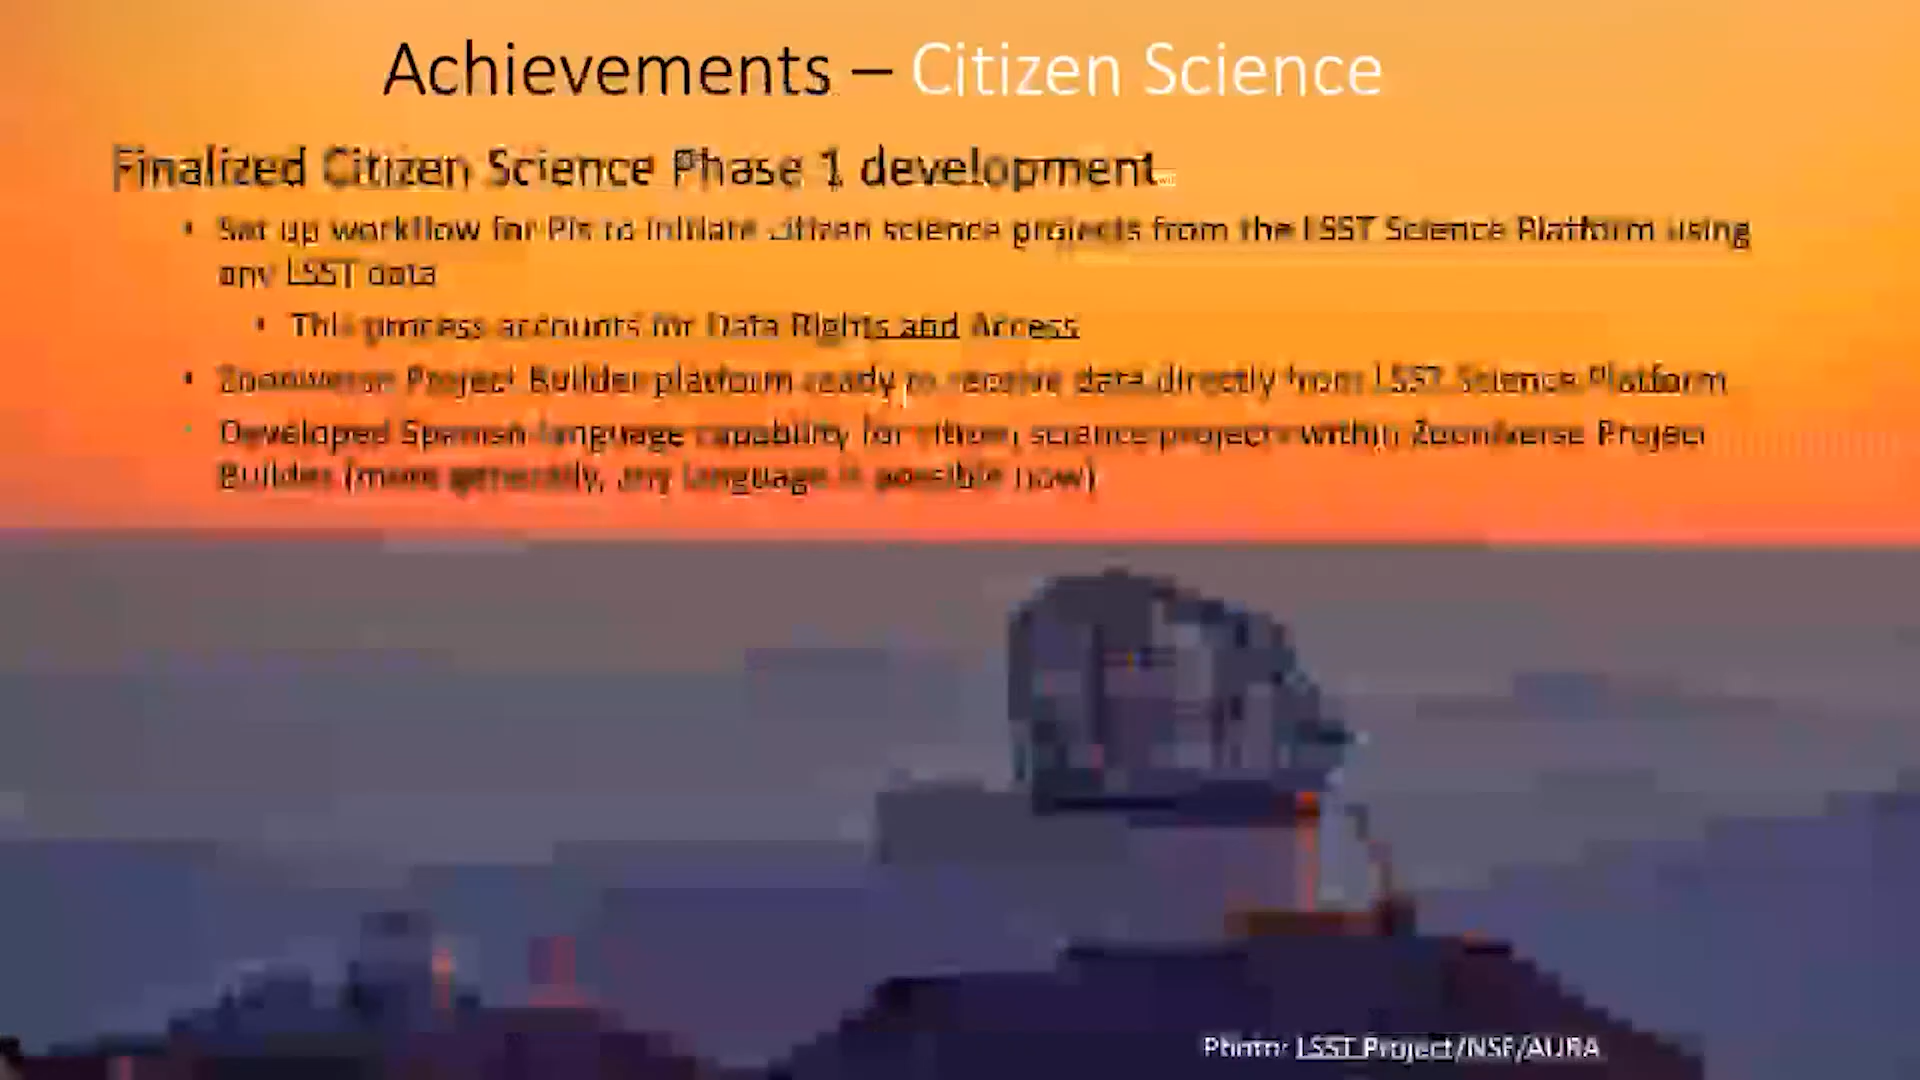 Achievements – Citizen Science
Finalized Citizen Science Phase 1 development
• Set up workflow for PIs to initiate citizen science projects from the LSST Science Platform using
any LSST data
• This process accounts for Data Rights and Access
• Zooniverse Project Builder platform ready to receive data directly from LSST Science Platform
• Developed Spanish language capability for citizen science projects within Zooniverse Project
Builder (more generally, any language is possible now)
Photo: LSST Project/NSF/AURA